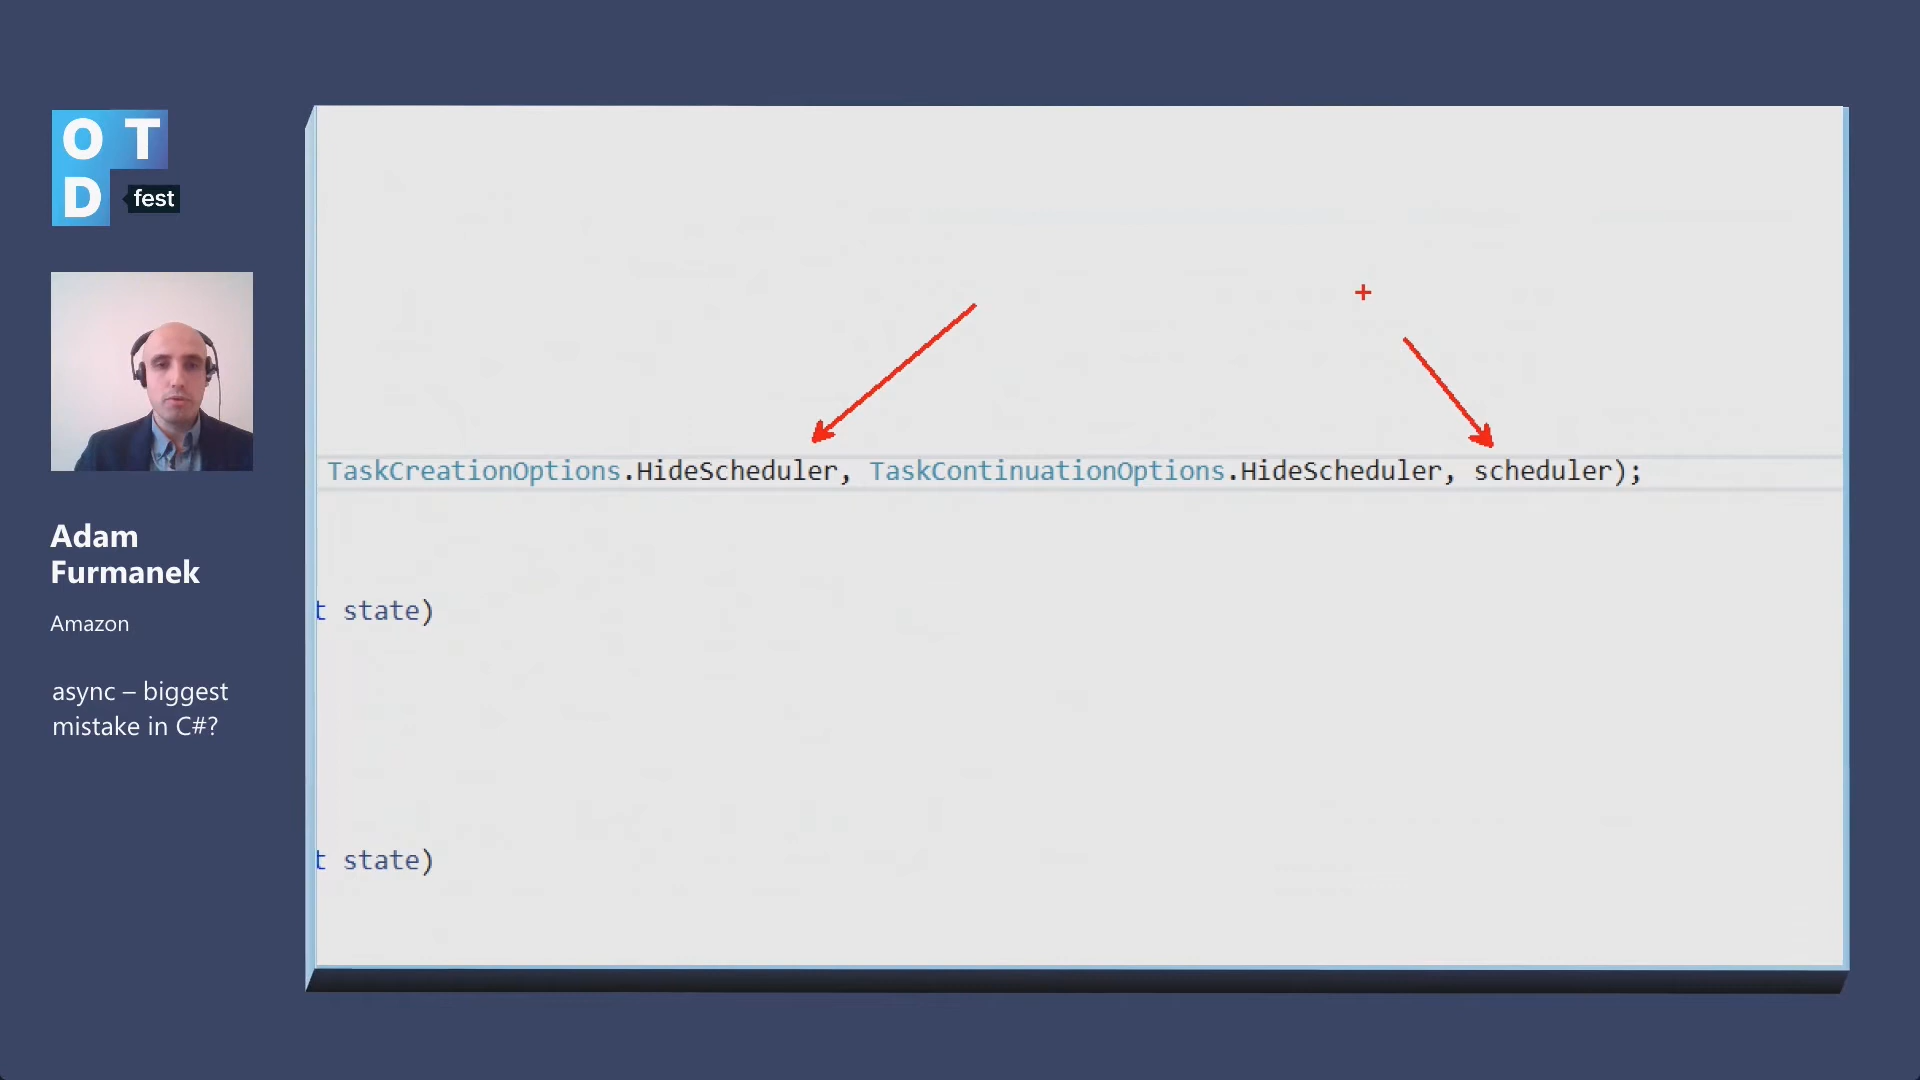 O T
D fest
Adam
Furmanek
Amazon
async – biggest
mistake in C#?
TaskCreationOptions.HideScheduler, TaskContinuationOptions.HideScheduler, scheduler);
t state)
t state)